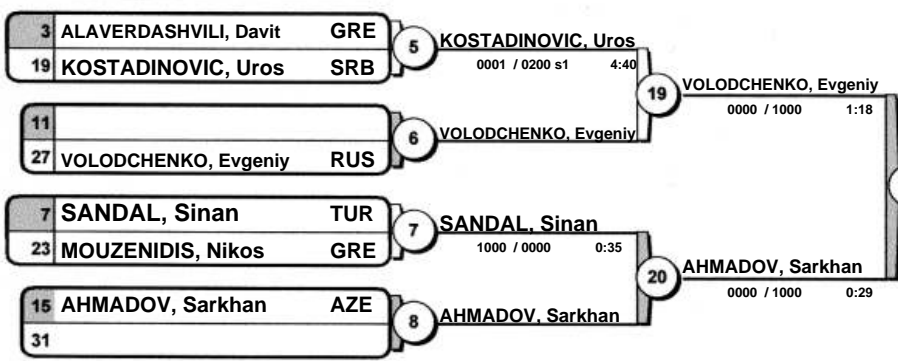 3 ALAVERDASHVILI, Davit GRE
19 KOSTADINOVIC, Uros SRB
5
KOSTADINOVIC, Uros
0001 / 0200 s1 4:40
11
27 VOLODCHENKO, Evgeniy RUS
6
VOLODCHENKO, Evgeniy
19
VOLODCHENKO, Evgeniy
0000 / 1000 1:18
7 SANDAL, Sinan TUR
23 MOUZENIDIS, Nikos GRE
7
SANDAL, Sinan
1000 / 0000 0:35
15 AHMADOV, Sarkhan AZE
31
8
AHMADOV, Sarkhan
20
AHMADOV, Sarkhan
0000 / 1000 0:29